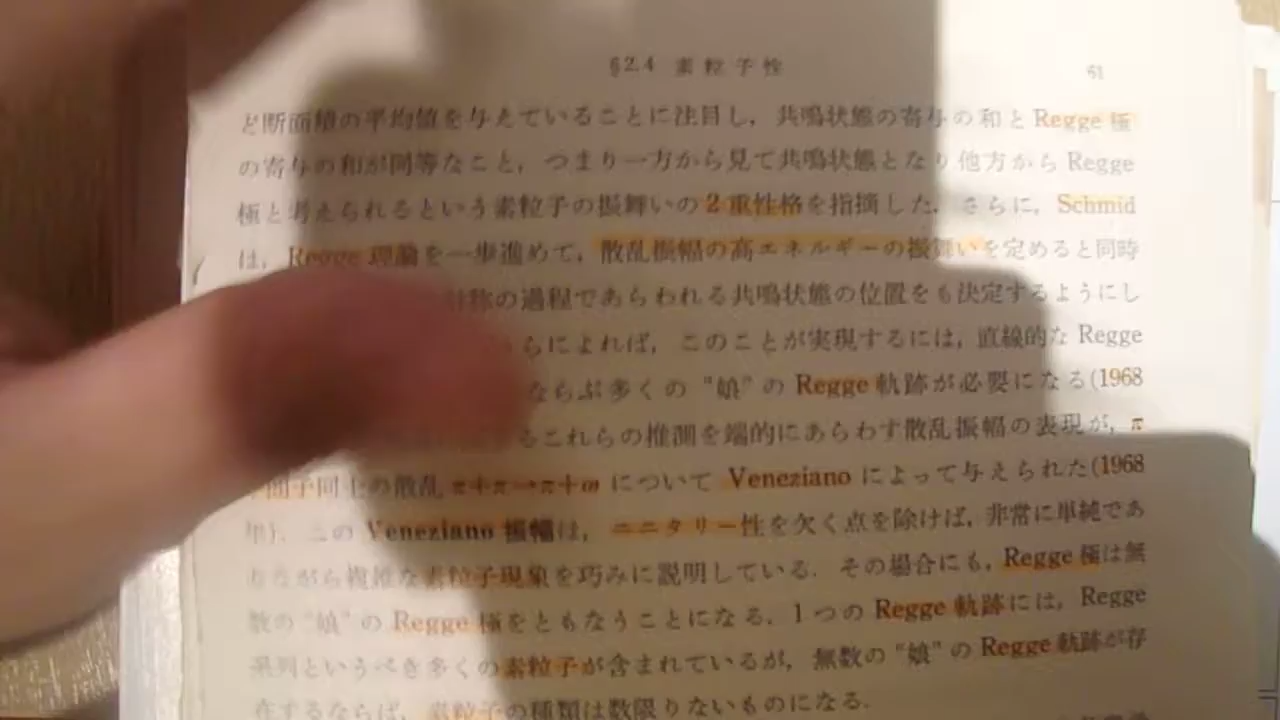 §2.4 素粒子性 61
ど断面積の平均値を与えていることに注目し，共鳴状態の寄与の和と Regge 極
の寄与の和が同等なこと，つまり一方から見て共鳴状態となり他方から Regge
極と考えられるという素粒子の振舞いの2重性格を指摘した．さらに，Schmid
は，Regge 理論を一歩進めて，散乱振幅の高エネルギーの振舞いを定めると同時
称の過程であらわれる共鳴状態の位置をも決定するようにし
らによれば，このことが実現するには，直線的な Regge
ならぶ多くの“娘”の Regge 軌跡が必要になる(1968
るこれらの推測を端的にあらわす散乱振幅の表現が，π
中間子同士の散乱 π+π→π+ω について Veneziano によって与えられた(1968
年)．この Veneziano 振幅は，ユニタリー性を欠く点を除けば，非常に単純であ
りながら複雑な素粒子現象を巧みに説明している．その場合にも，Regge 極は無
数の“娘”の Regge 極をともなうことになる．1つの Regge 軌跡には，Regge
系列というべき多くの素粒子が含まれているが，無数の“娘”の Regge 軌跡が存
在するならば，素粒子の種類は数限りないものになる．